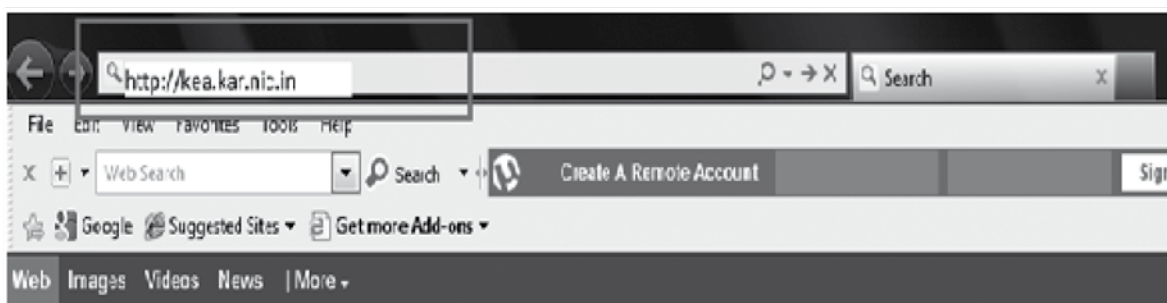 http://kea.kar.nic.in
Search
File Edit View Favorites Tools Help
X Web Search Search Create A Remote Account Sign
Google Suggested Sites Get more Add-ons
Web Images Videos News | More